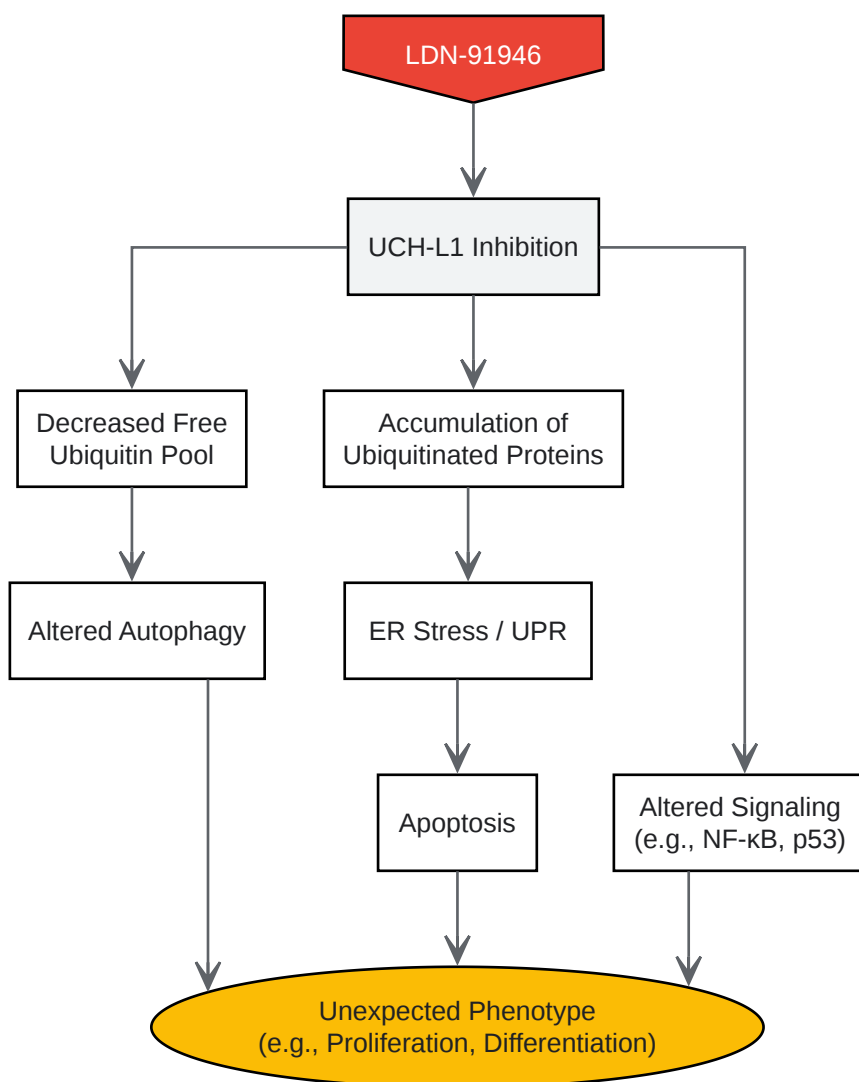 LDN-91946
UCH-L1 Inhibition
Decreased Free
Ubiquitin Pool
Accumulation of
Ubiquitinated Proteins
Altered Autophagy
ER Stress / UPR
Apoptosis
Altered Signaling
(e.g., NF-κB, p53)
Unexpected Phenotype
(e.g., Proliferation, Differentiation)